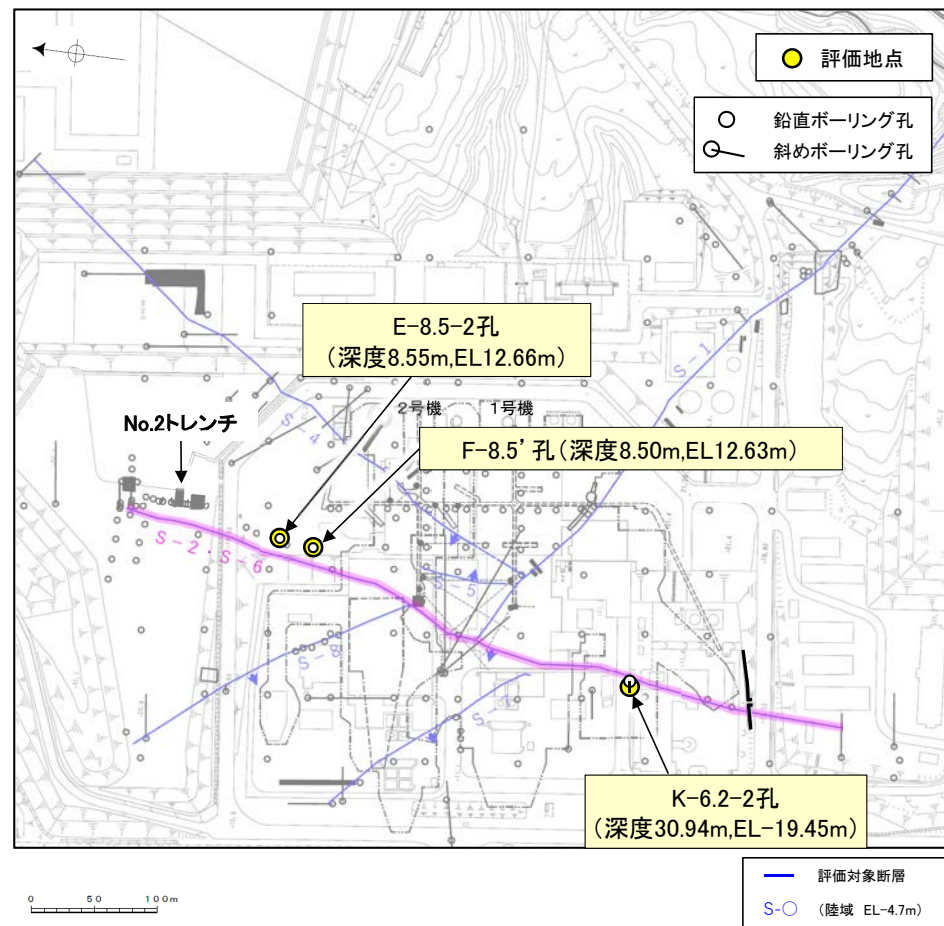 評価地点
鉛直ボーリング孔
斜めボーリング孔
E-8.5-2孔
(深度8.55m,EL12.66m)
S-1
2号機
1号機
No.2トレンチ
S-4
F-8.5’孔(深度8.50m,EL12.63m)
S-2・S-6
S-5
S-8
S-7
K-6.2-2孔
(深度30.94m,EL-19.45m)
評価対象断層
S-○ (陸域 EL-4.7m)
0 50 100m